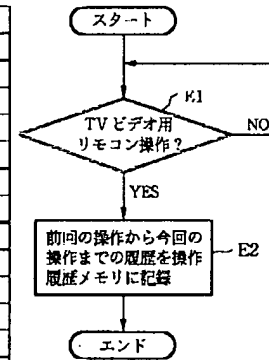 スタート
E1
TVビデオ用
リモコン操作?
NO
YES
前回の操作から今回の
操作までの履歴を操作
履歴メモリに記録
E2
エンド